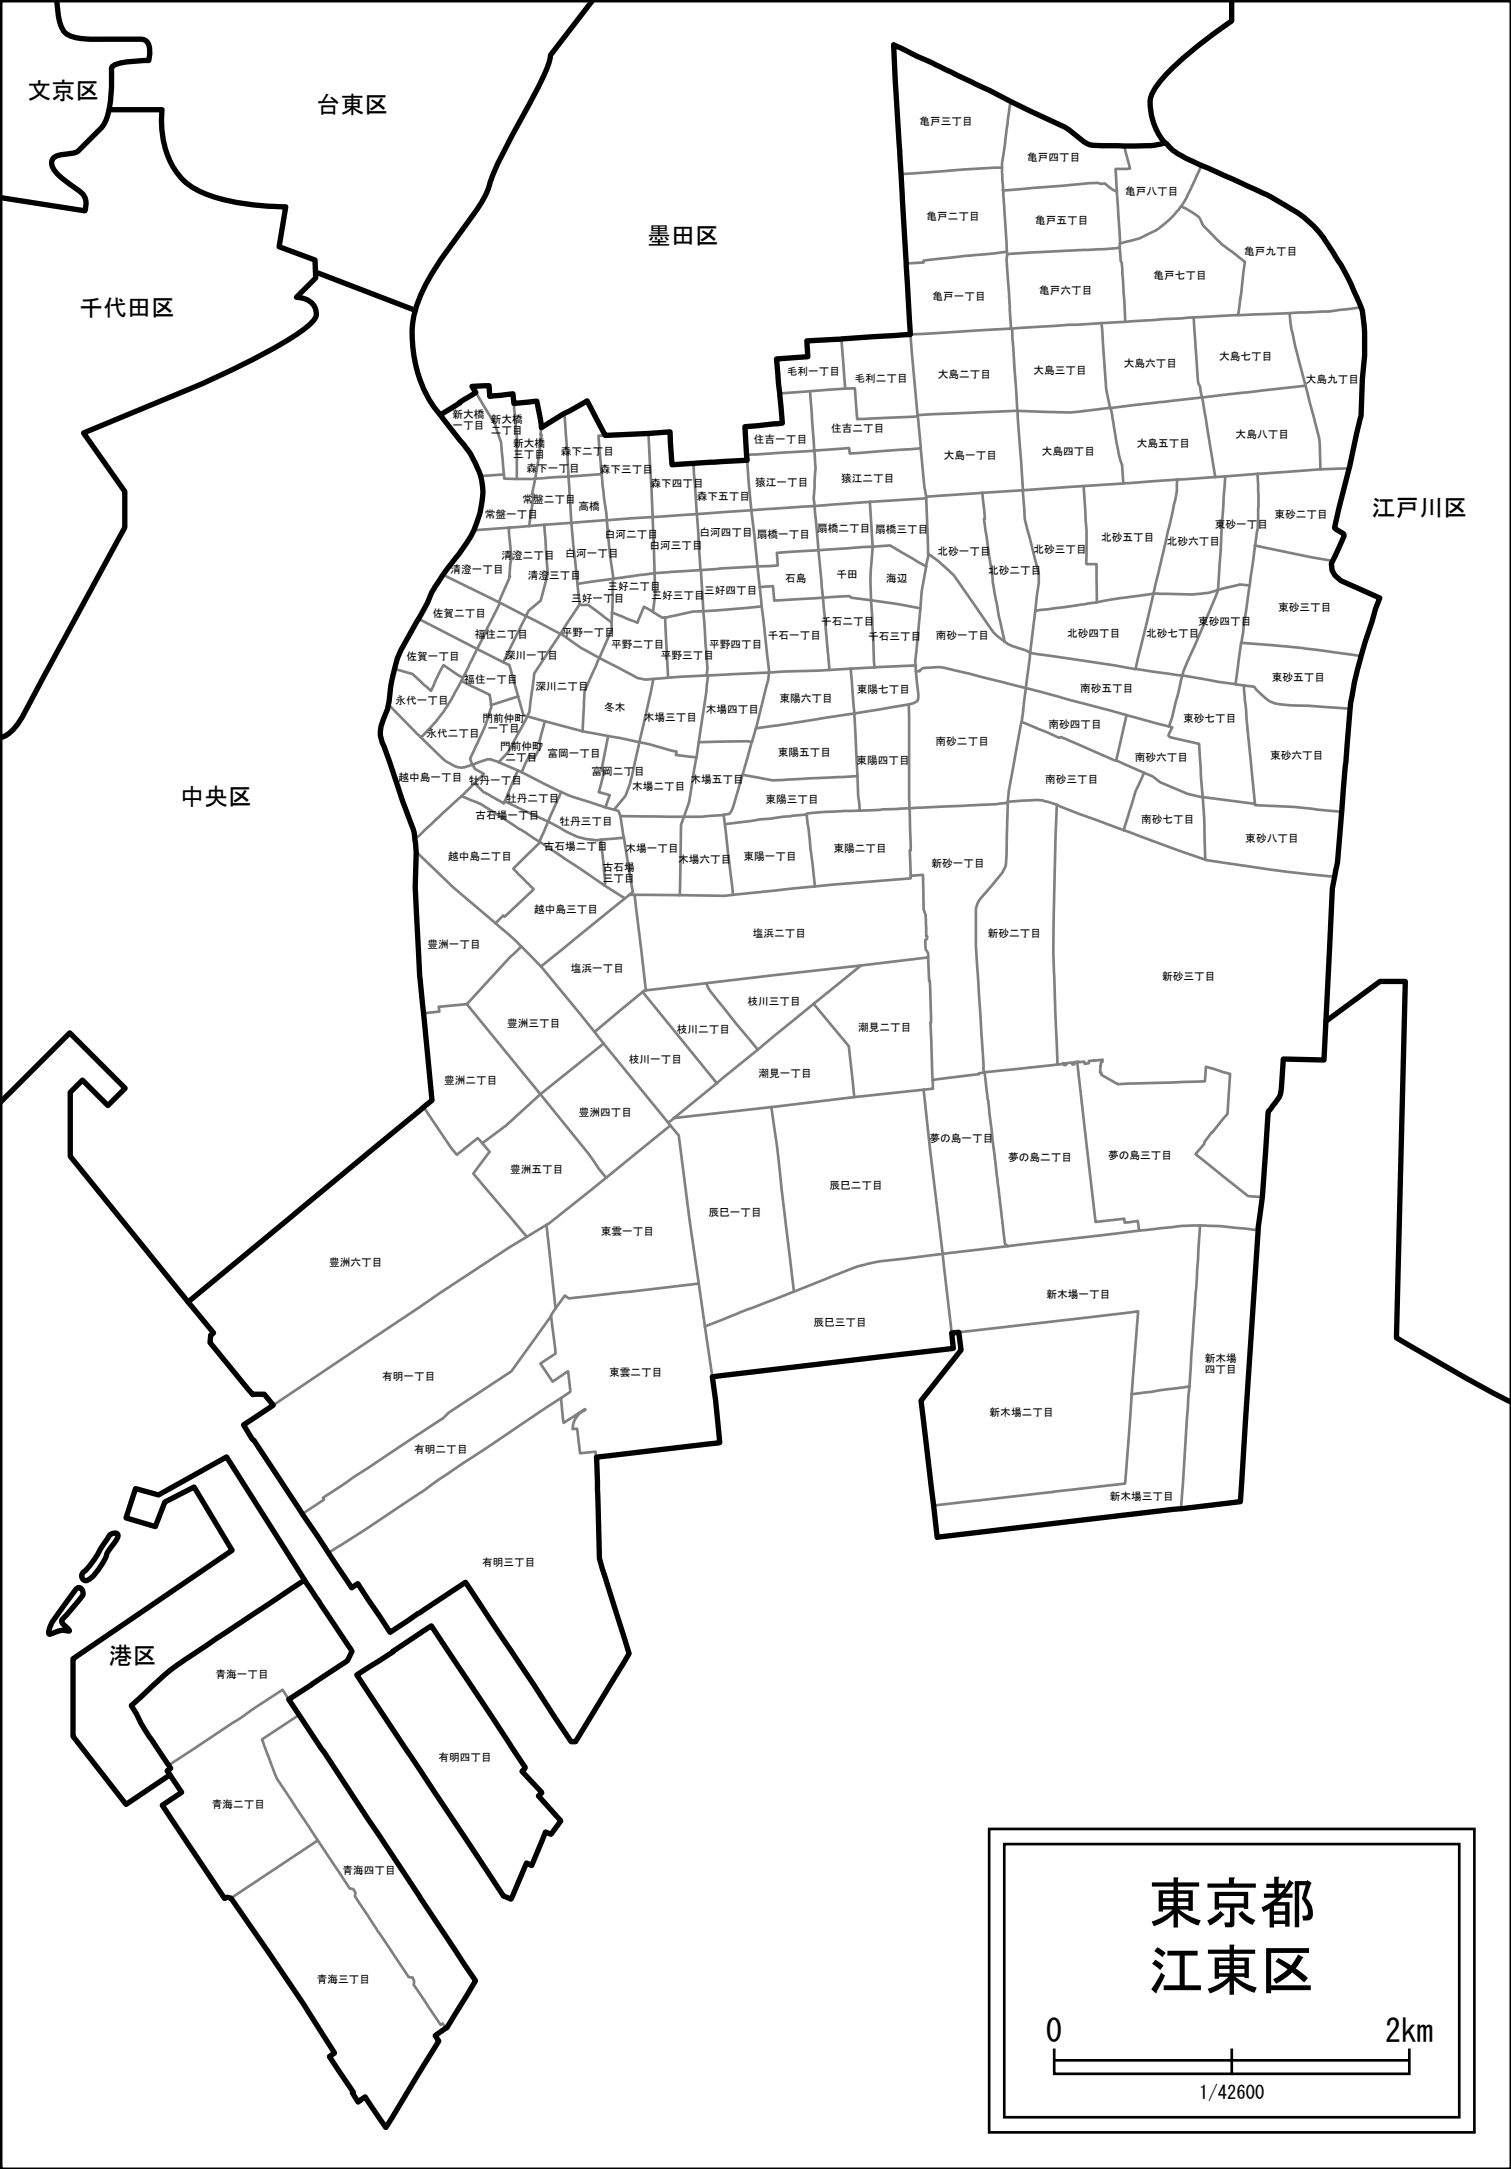 文京区
台東区
墨田区
千代田区
江戸川区
中央区
港区
亀戸三丁目
亀戸四丁目
亀戸八丁目
亀戸二丁目
亀戸五丁目
亀戸九丁目
亀戸七丁目
亀戸一丁目
亀戸六丁目
毛利一丁目
毛利二丁目
大島二丁目
大島三丁目
大島六丁目
大島七丁目
大島九丁目
新大橋
一丁目
新大橋
二丁目
新大橋
三丁目
住吉一丁目
住吉二丁目
大島一丁目
大島四丁目
大島五丁目
大島八丁目
森下一丁目
森下二丁目
森下三丁目
森下四丁目
森下五丁目
猿江一丁目
猿江二丁目
常盤一丁目
常盤二丁目
高橋
白河一丁目
白河二丁目
白河三丁目
白河四丁目
扇橋一丁目
扇橋二丁目
扇橋三丁目
北砂一丁目
北砂二丁目
北砂三丁目
北砂五丁目
北砂六丁目
東砂一丁目
東砂二丁目
清澄一丁目
清澄二丁目
清澄三丁目
三好一丁目
三好二丁目
三好三丁目
三好四丁目
石島
千田
海辺
佐賀二丁目
福住二丁目
深川一丁目
平野一丁目
平野二丁目
平野三丁目
平野四丁目
千石一丁目
千石二丁目
千石三丁目
南砂一丁目
北砂四丁目
北砂七丁目
東砂四丁目
東砂三丁目
佐賀一丁目
福住一丁目
深川二丁目
冬木
木場三丁目
木場四丁目
東陽六丁目
東陽七丁目
南砂五丁目
東砂五丁目
永代一丁目
永代二丁目
門前仲町
一丁目
門前仲町
二丁目
富岡一丁目
富岡二丁目
木場二丁目
木場五丁目
東陽五丁目
東陽四丁目
南砂二丁目
南砂四丁目
南砂六丁目
東砂七丁目
東砂六丁目
越中島一丁目
牡丹一丁目
牡丹二丁目
牡丹三丁目
古石場一丁目
古石場二丁目
古石場
三丁目
木場一丁目
木場六丁目
東陽三丁目
東陽一丁目
東陽二丁目
南砂三丁目
南砂七丁目
東砂八丁目
越中島二丁目
越中島三丁目
新砂一丁目
新砂二丁目
新砂三丁目
豊洲一丁目
塩浜一丁目
塩浜二丁目
豊洲三丁目
枝川三丁目
枝川二丁目
枝川一丁目
潮見二丁目
潮見一丁目
豊洲二丁目
豊洲四丁目
豊洲五丁目
夢の島一丁目
夢の島二丁目
夢の島三丁目
辰巳一丁目
辰巳二丁目
東雲一丁目
豊洲六丁目
辰巳三丁目
新木場一丁目
有明一丁目
東雲二丁目
新木場
四丁目
新木場二丁目
有明二丁目
新木場三丁目
有明三丁目
青海一丁目
有明四丁目
青海二丁目
青海四丁目
青海三丁目
東京都
江東区
0 2km
1/42600